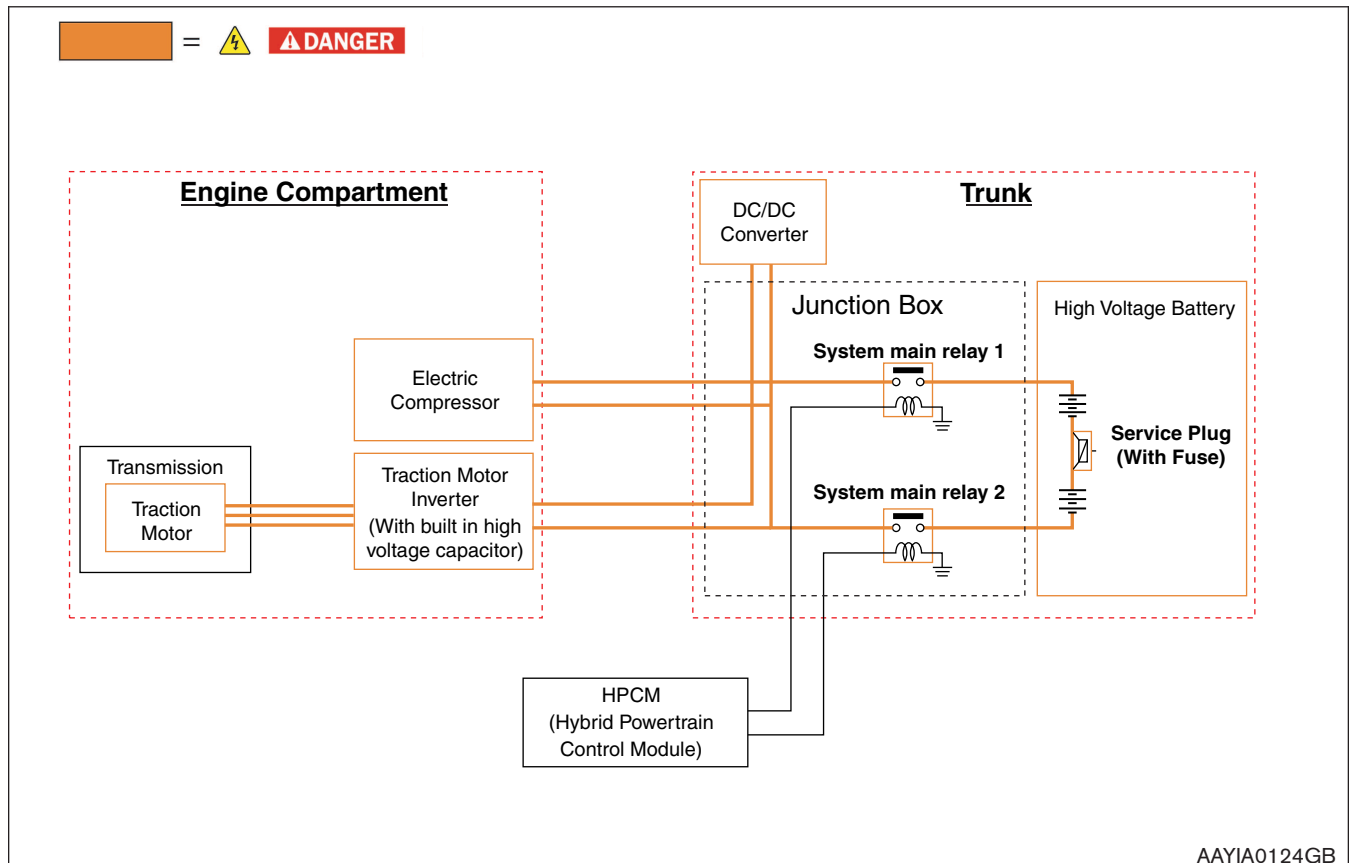 =
DANGER
Engine Compartment
Trunk
DC/DC
Converter
Junction Box
High Voltage Battery
System main relay 1
Electric
Compressor
Service Plug
(With Fuse)
Transmission
Traction
Motor
Traction Motor
Inverter
(With built in high
voltage capacitor)
System main relay 2
HPCM
(Hybrid Powertrain
Control Module)
AAYIA0124GB